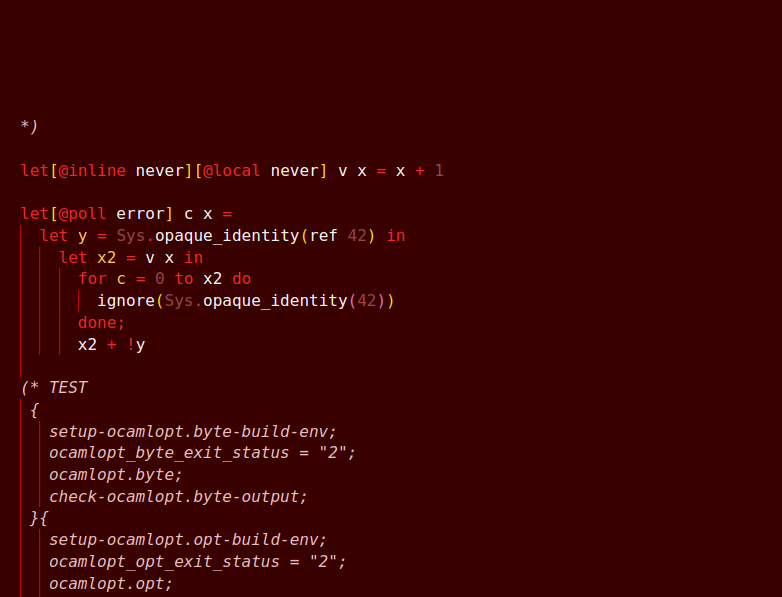 *)
let[@inline never][@local never] v x = x + 1
let[@poll error] c x =
let y = Sys.opaque_identity(ref 42) in
let x2 = v x in
for c = 0 to x2 do
ignore(Sys.opaque_identity(42))
done;
x2 + !y
(* TEST
{
setup-ocamlopt.byte-build-env;
ocamlopt_byte_exit_status = "2";
ocamlopt.byte;
check-ocamlopt.byte-output;
}{
setup-ocamlopt.opt-build-env;
ocamlopt_opt_exit_status = "2";
ocamlopt.opt;